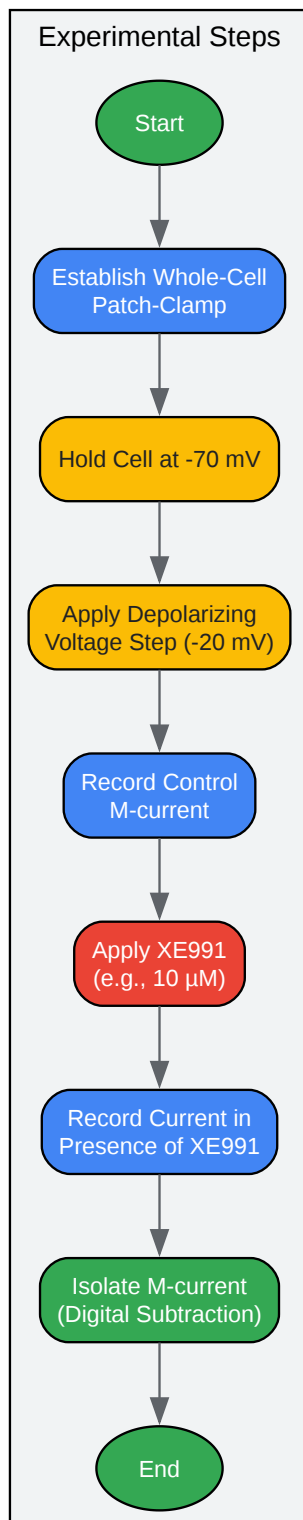 Experimental Steps
Start
Establish Whole-Cell
Patch-Clamp
Hold Cell at -70 mV
Apply Depolarizing
Voltage Step (-20 mV)
Record Control
M-current
Apply XE991
(e.g., 10 µM)
Record Current in
Presence of XE991
Isolate M-current
(Digital Subtraction)
End